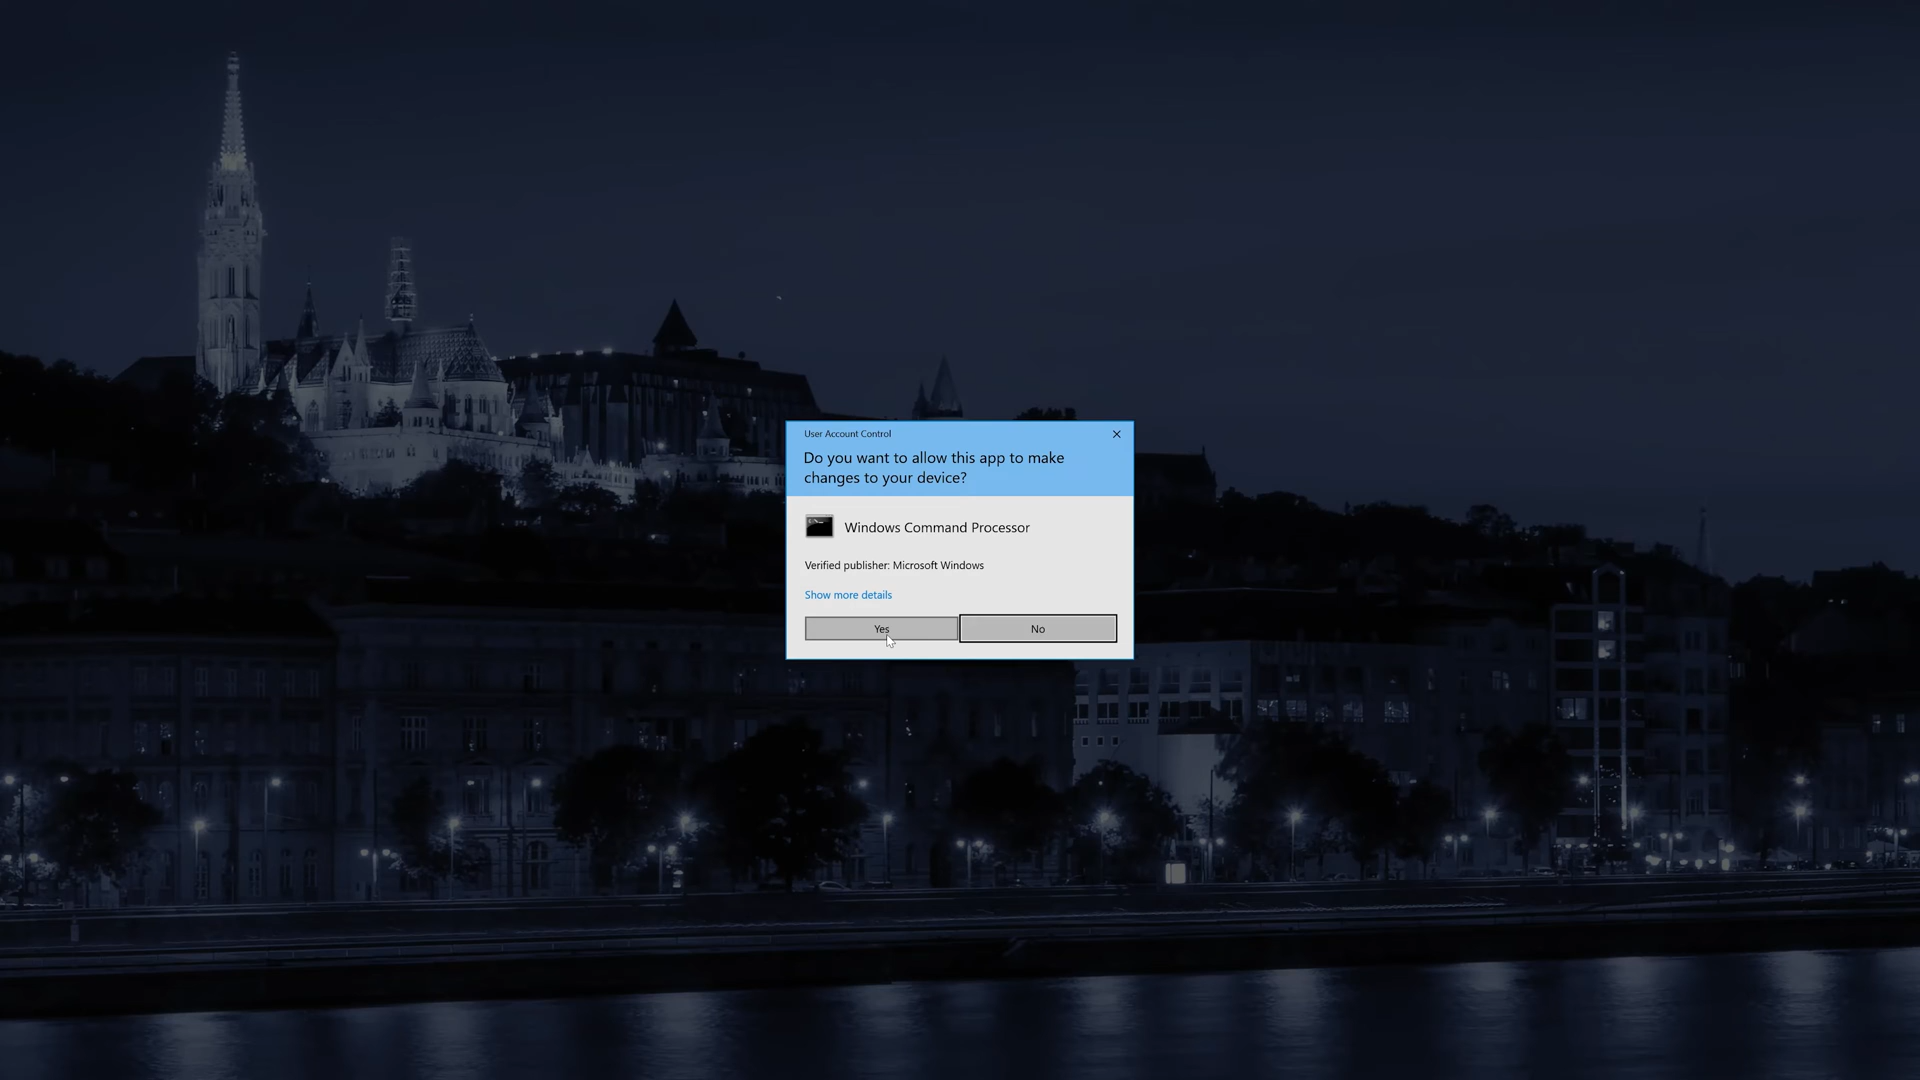 User Account Control
Do you want to allow this app to make
changes to your device?
Windows Command Processor
Verified publisher: Microsoft Windows
Show more details
Yes
No